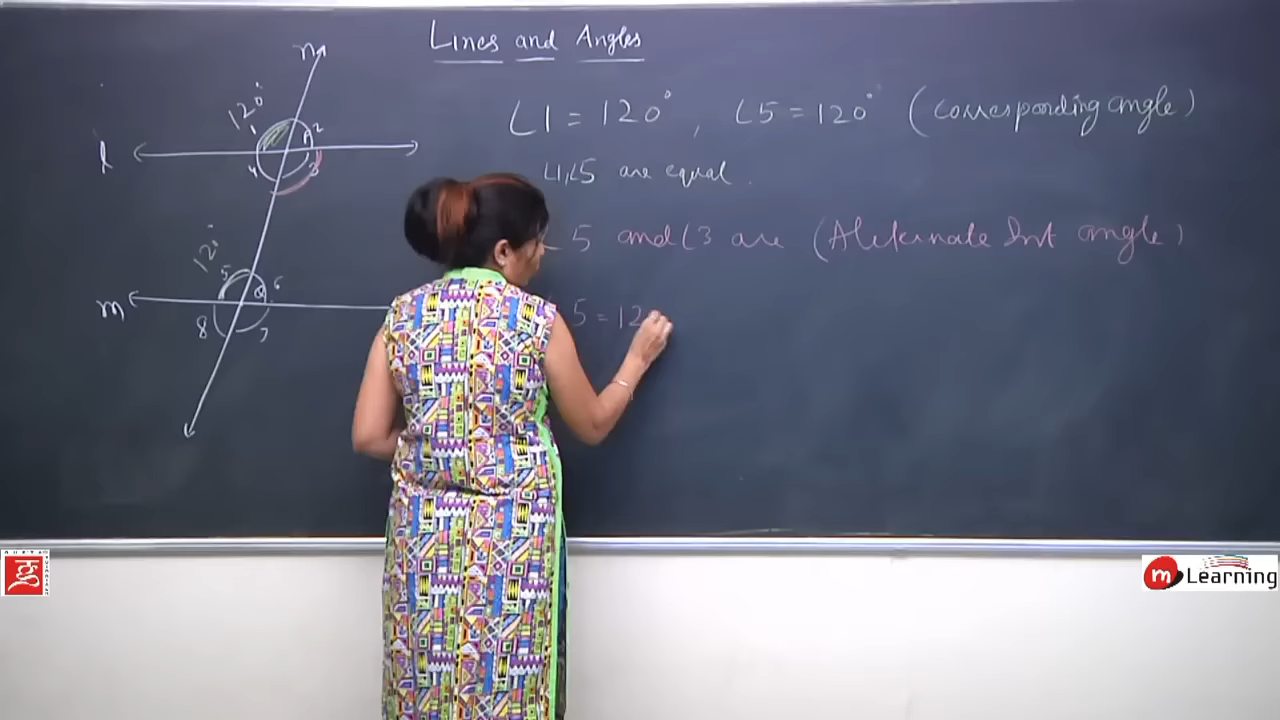 Lines and Angles
∠1 = 120° , ∠5 = 120° (Corresponding angle)
∠1,∠5 are equal.
5 and ∠3 are (Alternate Int angle)
5 = 12
n
120°
1 2
l
4 3
120°
5 6
m
8 7
m Learning